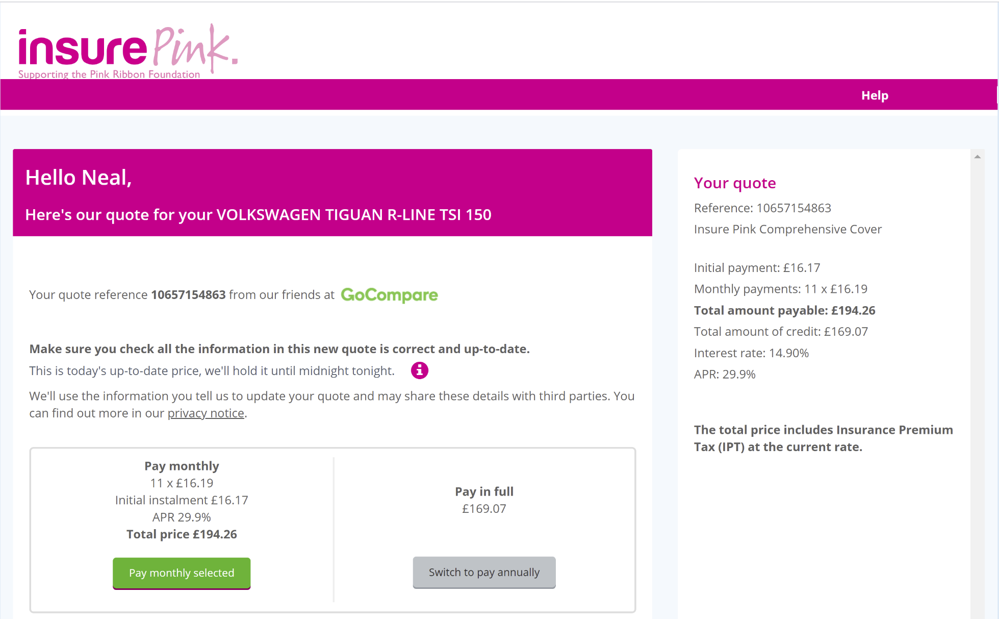 insure Pink.
Supporting the Pink Ribbon Foundation
Help
Hello Neal,
Here's our quote for your VOLKSWAGEN TIGUAN R-LINE TSI 150
Your quote reference 10657154863 from our friends at GoCompare
Make sure you check all the information in this new quote is correct and up-to-date.
This is today's up-to-date price, we'll hold it until midnight tonight. i
We'll use the information you tell us to update your quote and may share these details with third parties. You
can find out more in our privacy notice.
Pay monthly
11 x £16.19
Initial instalment £16.17
APR 29.9%
Total price £194.26
Pay monthly selected
Pay in full
£169.07
Switch to pay annually
Your quote
Reference: 10657154863
Insure Pink Comprehensive Cover
Initial payment: £16.17
Monthly payments: 11 x £16.19
Total amount payable: £194.26
Total amount of credit: £169.07
Interest rate: 14.90%
APR: 29.9%
The total price includes Insurance Premium
Tax (IPT) at the current rate.